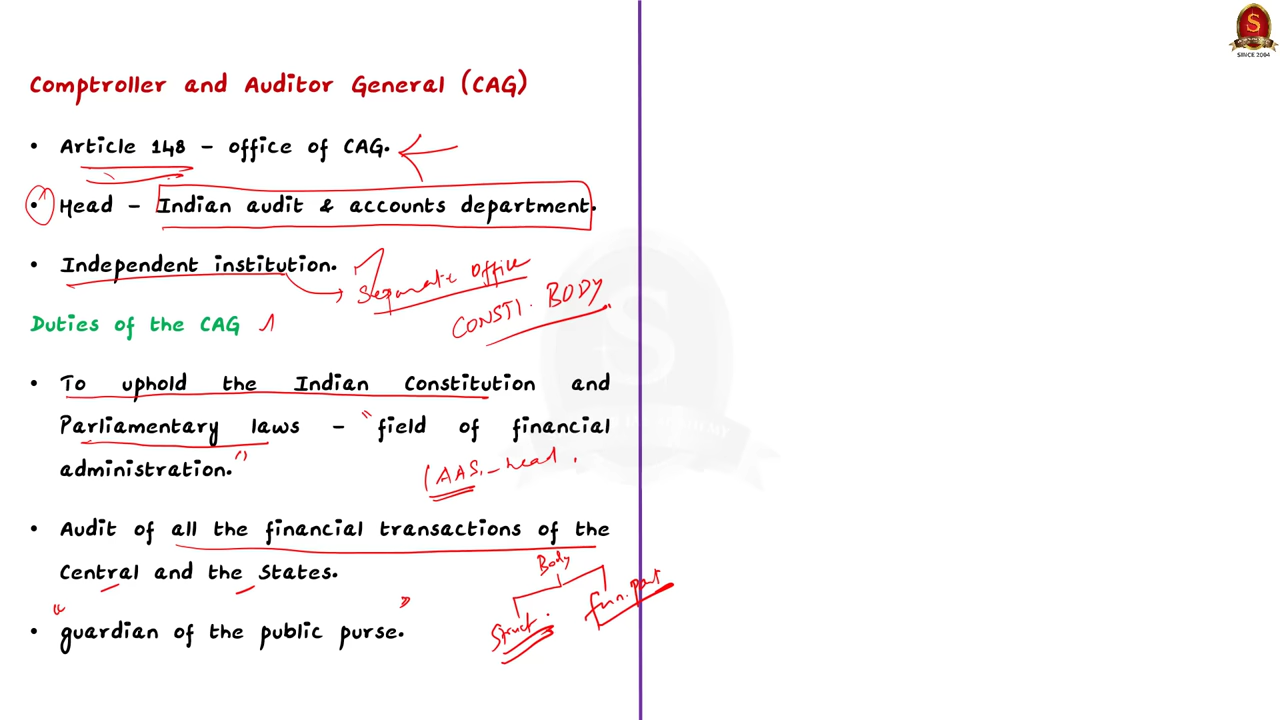 SINCE 2004
Comptroller and Auditor General (CAG)
• Article 148 - office of CAG.
• Head - Indian audit & accounts department.
• Independent institution.
Separate office
CONSTI. BODY
Duties of the CAG
• To uphold the Indian Constitution and
Parliamentary laws - "field of financial
administration."
IAAS - head.
• Audit of all the financial transactions of the
Central and the States.
Body
Struct.
fun. part
• "guardian of the public purse."